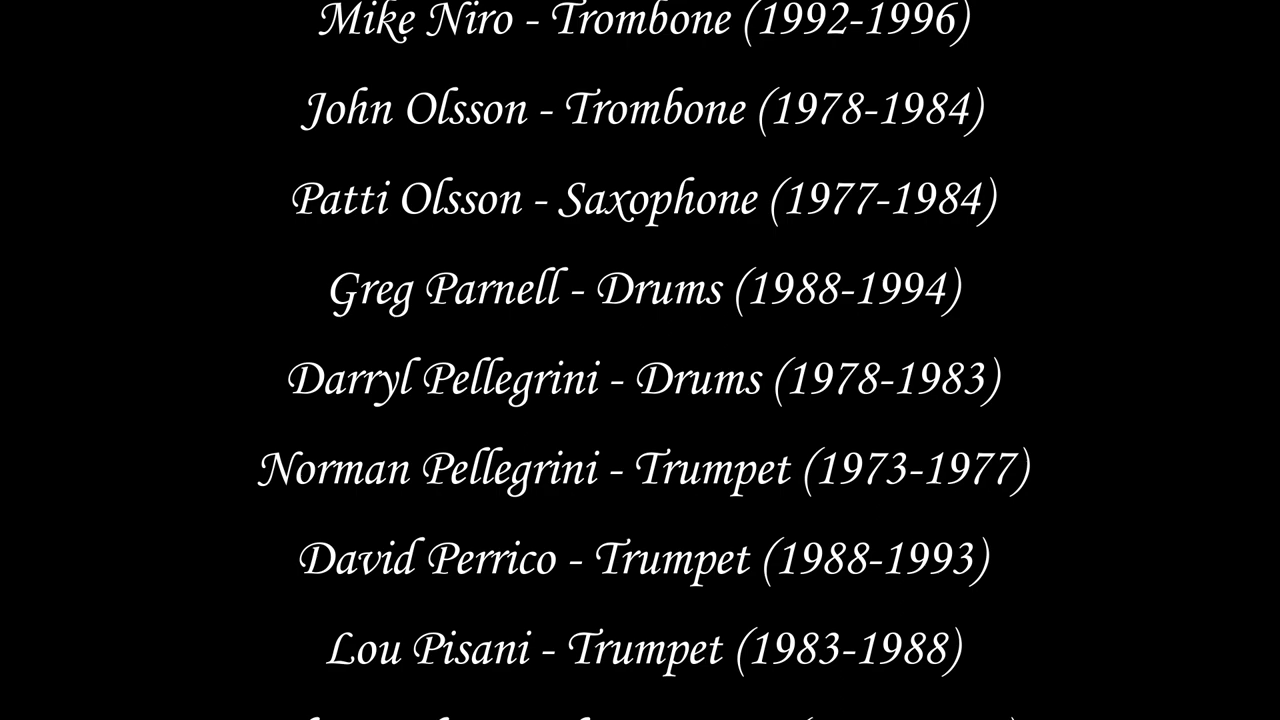 Mike Niro - Trombone (1992-1996)
John Olsson - Trombone (1978-1984)
Patti Olsson - Saxophone (1977-1984)
Greg Parnell - Drums (1988-1994)
Darryl Pellegrini - Drums (1978-1983)
Norman Pellegrini - Trumpet (1973-1977)
David Perrico - Trumpet (1988-1993)
Lou Pisani - Trumpet (1983-1988)